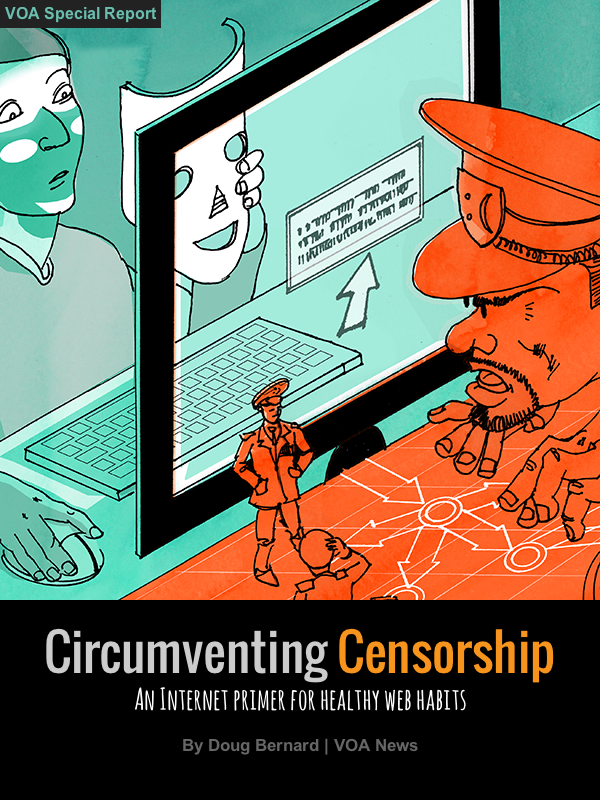 VOA Special Report
Circumventing Censorship
An Internet primer for healthy web habits
By Doug Bernard | VOA News